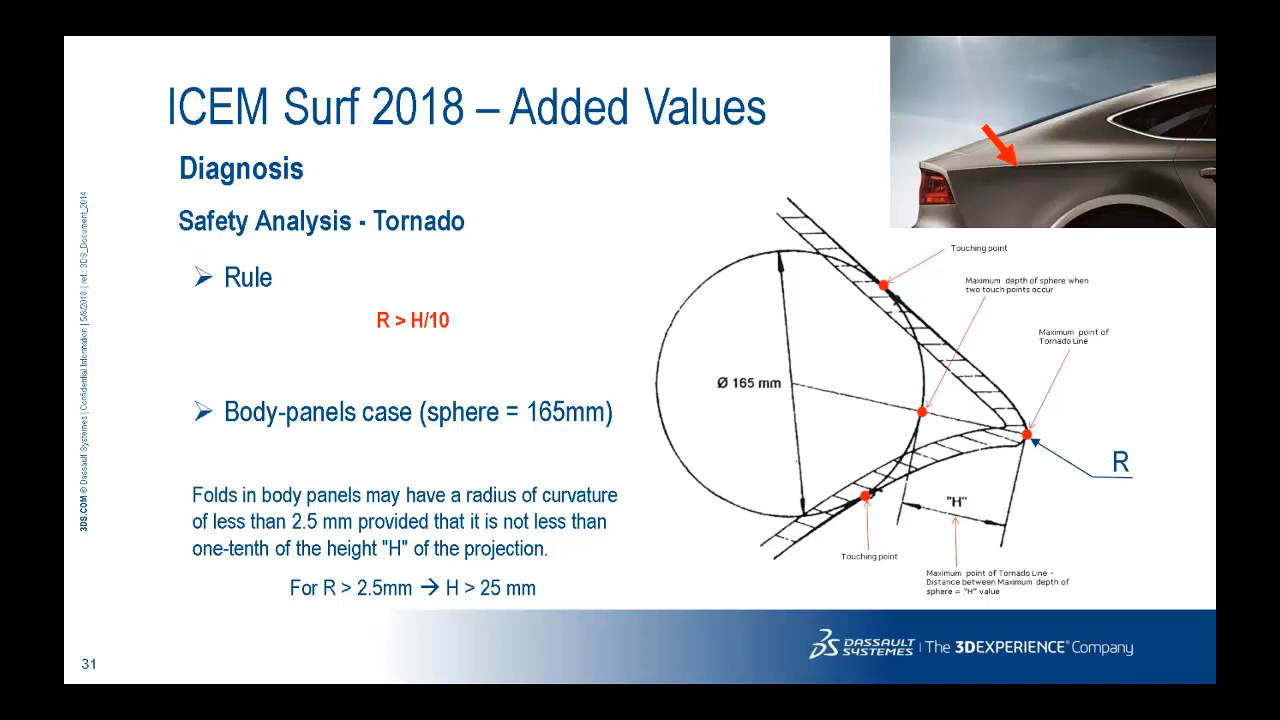 ICEM Surf 2018 – Added Values
Diagnosis
Safety Analysis - Tornado
➢ Rule
R > H/10
➢ Body-panels case (sphere = 165mm)
Folds in body panels may have a radius of curvature
of less than 2.5 mm provided that it is not less than
one-tenth of the height "H" of the projection.
For R > 2.5mm → H > 25 mm
Touching point
Maximum depth of sphere when
two touch points occur
Maximum point of
Tornado Line
Ø 165 mm
R
"H"
Touching point
Maximum point of Tornado Line -
Distance between Maximum depth of
sphere = "H" value
3DS.COM © Dassault Systèmes | Confidential Information | 5/8/2018 | ref.: 3DS_Document_2014
31
DASSAULT
SYSTEMES
The 3DEXPERIENCE® Company